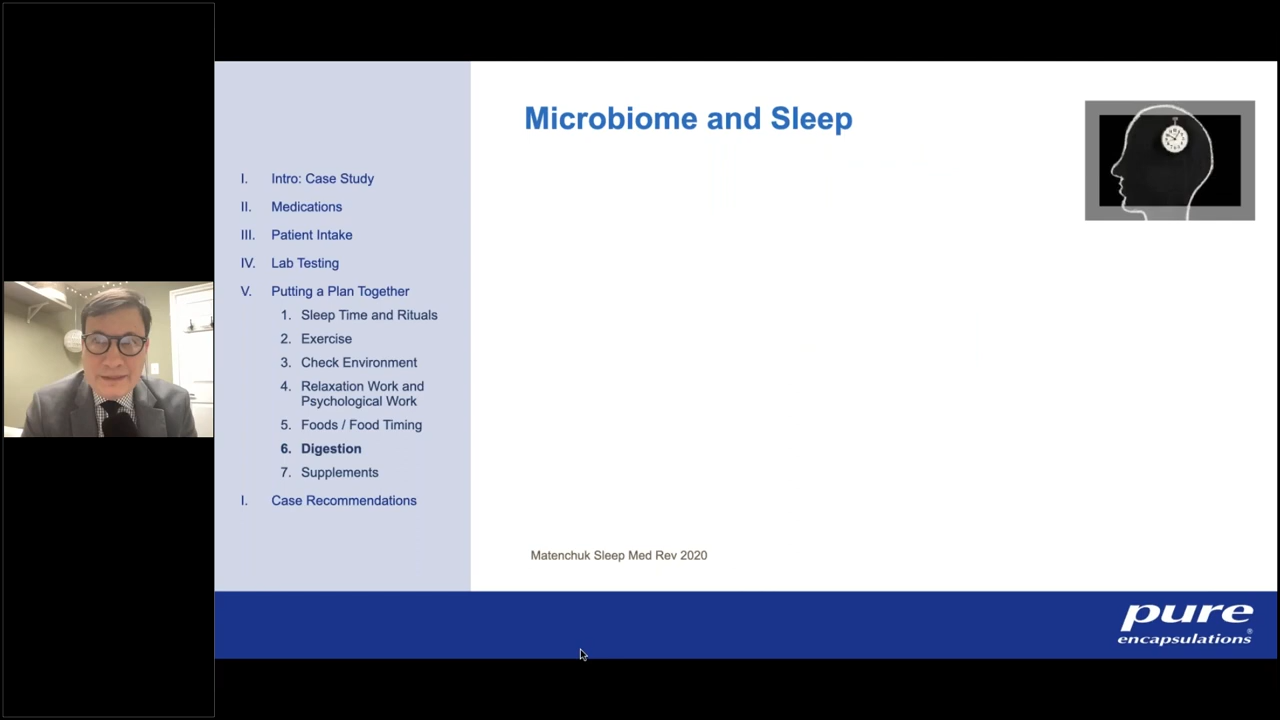 Microbiome and Sleep
I. Intro: Case Study
II. Medications
III. Patient Intake
IV. Lab Testing
V. Putting a Plan Together
1. Sleep Time and Rituals
2. Exercise
3. Check Environment
4. Relaxation Work and
Psychological Work
5. Foods / Food Timing
6. Digestion
7. Supplements
I. Case Recommendations
Matenchuk Sleep Med Rev 2020
pure
encapsulations®